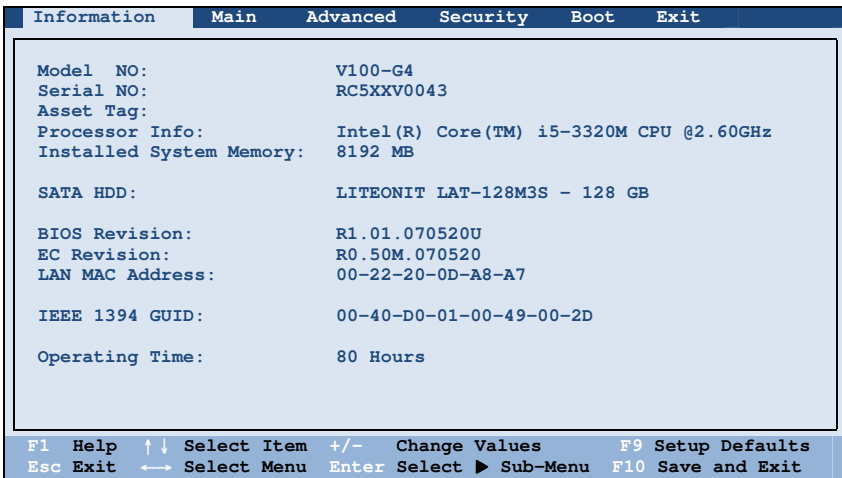 Information Main Advanced Security Boot Exit
Model NO: V100-G4
Serial NO: RC5XXV0043
Asset Tag:
Processor Info: Intel(R) Core(TM) i5-3320M CPU @2.60GHz
Installed System Memory: 8192 MB
SATA HDD: LITEONIT LAT-128M3S - 128 GB
BIOS Revision: R1.01.070520U
EC Revision: R0.50M.070520
LAN MAC Address: 00-22-20-0D-A8-A7
IEEE 1394 GUID: 00-40-D0-01-00-49-00-2D
Operating Time: 80 Hours
F1 Help ↑↓ Select Item +/- Change Values F9 Setup Defaults
Esc Exit ←→ Select Menu Enter Select ▶ Sub-Menu F10 Save and Exit